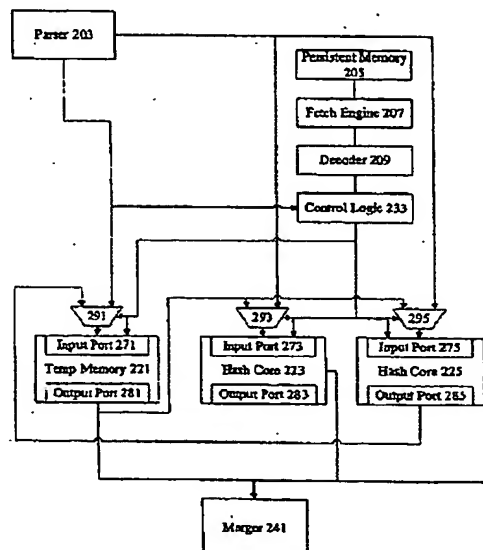 Parser 203
Persistent Memory
205
Fetch Engine 207
Decoder 209
Control Logic 233
291
293
295
Input Port 271
Temp Memory 221
Output Port 281
Input Port 273
Hash Core 223
Output Port 283
Input Port 275
Hash Core 225
Output Port 285
Merger 241